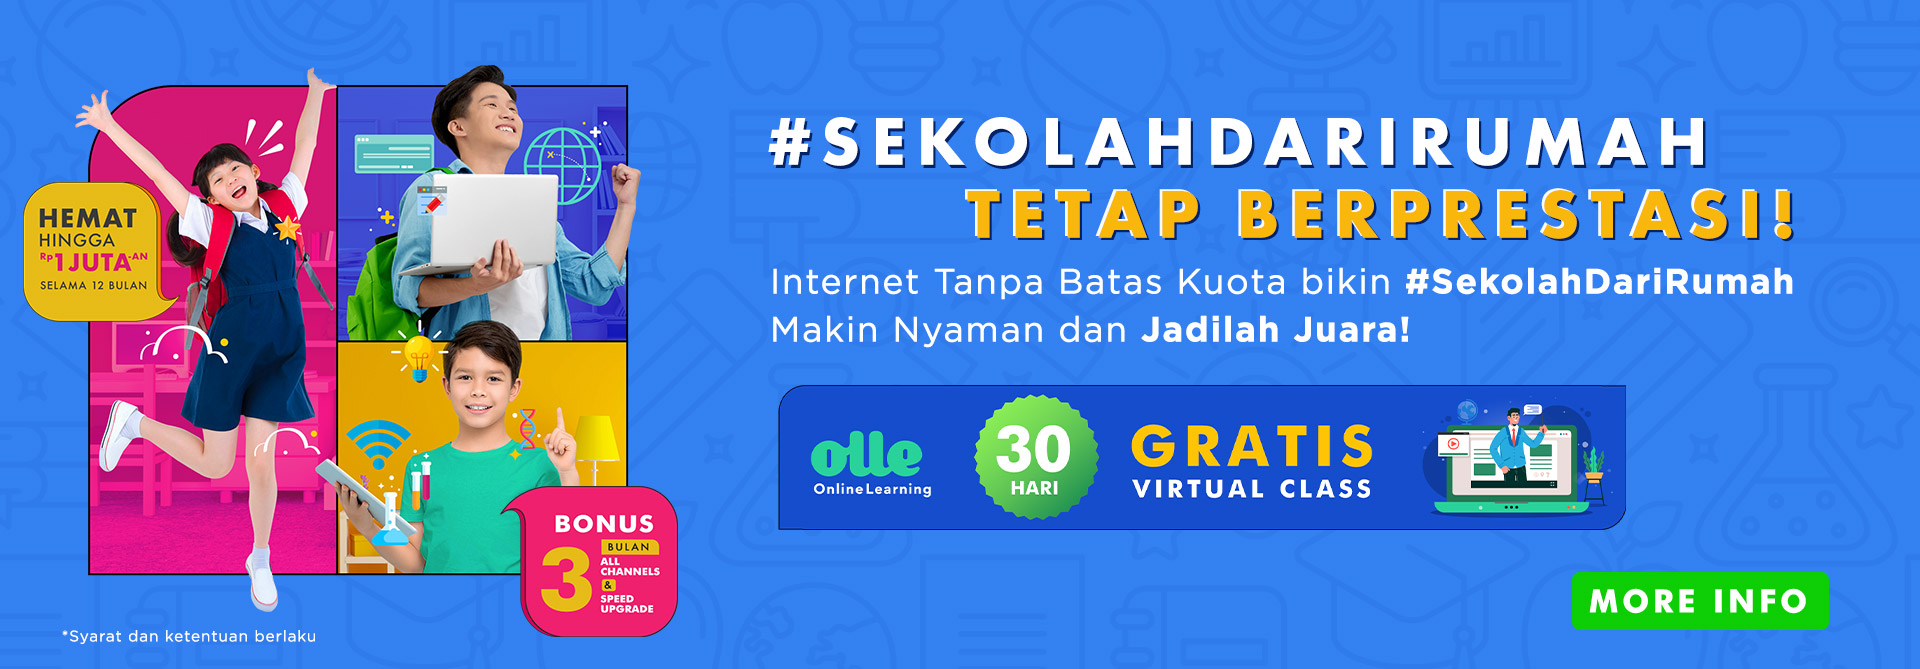 HEMAT
HINGGA
Rp1JUTA-AN
SELAMA 12 BULAN
BONUS
3
BULAN
ALL
CHANNELS
&
SPEED
UPGRADE
*Syarat dan ketentuan berlaku
#SEKOLAHDARIRUMAH
TETAP BERPRESTASI!
Internet Tanpa Batas Kuota bikin #SekolahDariRumah
Makin Nyaman dan Jadilah Juara!
olle
OnlineLearning
30
HARI
GRATIS
VIRTUAL CLASS
MORE INFO